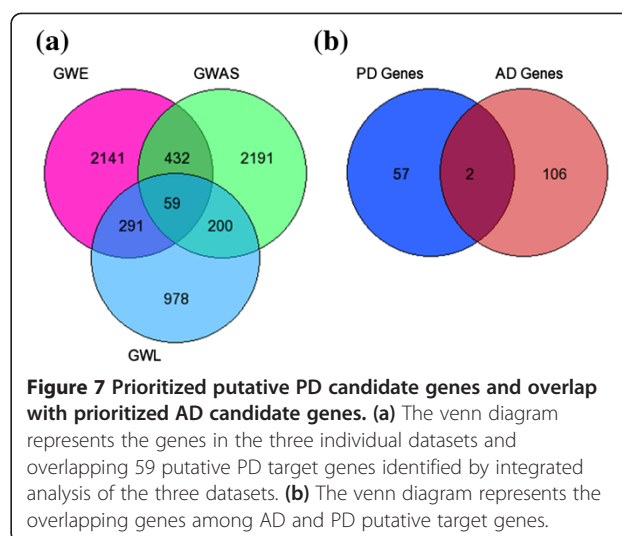 (a) (b)
GWE GWAS PD Genes AD Genes
2141 432 2191 57 2 106
59
291 200
978
GWL
Figure 7 Prioritized putative PD candidate genes and overlap
with prioritized AD candidate genes. (a) The venn diagram
represents the genes in the three individual datasets and
overlapping 59 putative PD target genes identified by integrated
analysis of the three datasets. (b) The venn diagram represents the
overlapping genes among AD and PD putative target genes.